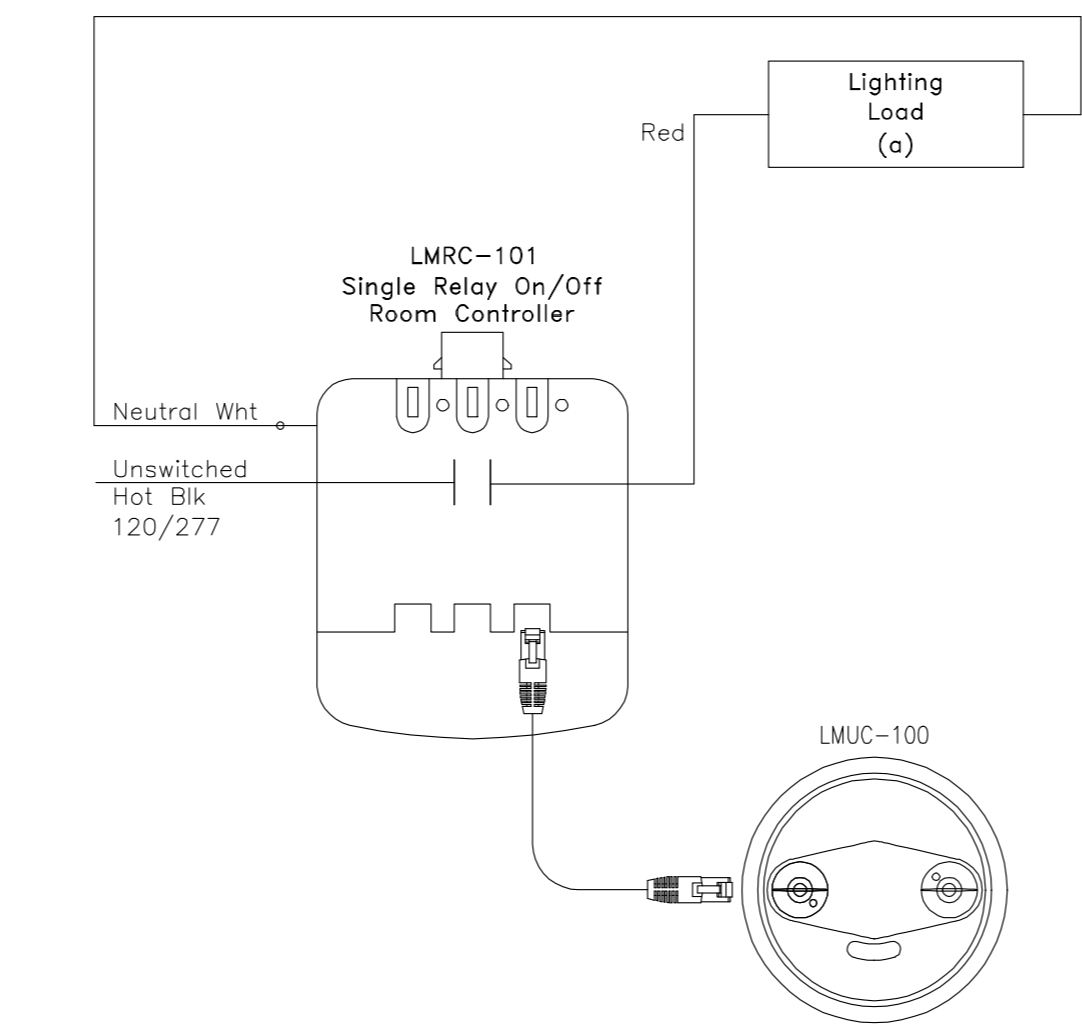 Lighting
Load
(a)
Red
LMRC-101
Single Relay On/Off
Room Controller
Neutral Wht
Unswitched
Hot Blk
120/277
LMUC-100